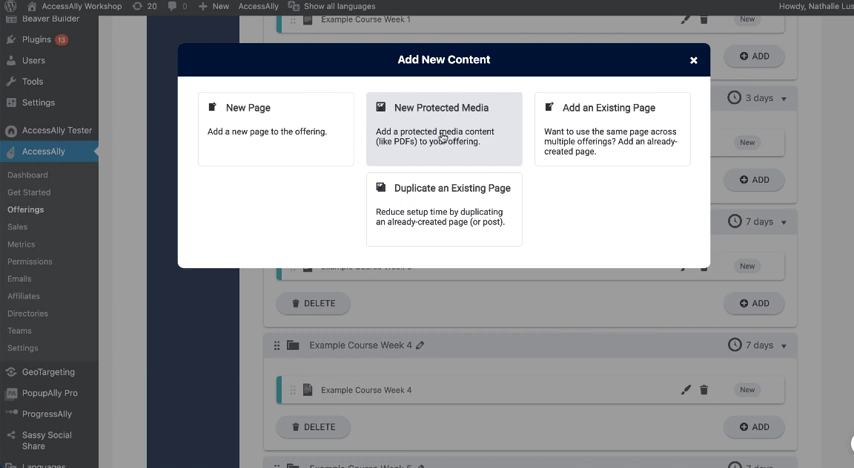 AccessAlly Workshop 20 0 + New AccessAlly Show all languages Howdy, Nathalie Lus
Beaver Builder
Plugins 13
Users
Tools
Settings
AccessAlly Tester
AccessAlly
Dashboard
Get Started
Offerings
Sales
Metrics
Permissions
Emails
Affiliates
Directories
Teams
Settings
GeoTargeting
PopupAlly Pro
ProgressAlly
Sassy Social
Share
Languages
Example Course Week 1 New
ADD
3 days
New
ADD
7 days
Add New Content
New Page
Add a new page to the offering.
New Protected Media
Add a protected media content
(like PDFs) to your offering.
Add an Existing Page
Want to use the same page across
multiple offerings? Add an already-
created page.
Duplicate an Existing Page
Reduce setup time by duplicating
an already-created page (or post).
New
DELETE ADD
Example Course Week 4 7 days
Example Course Week 4 New
DELETE ADD
7 days